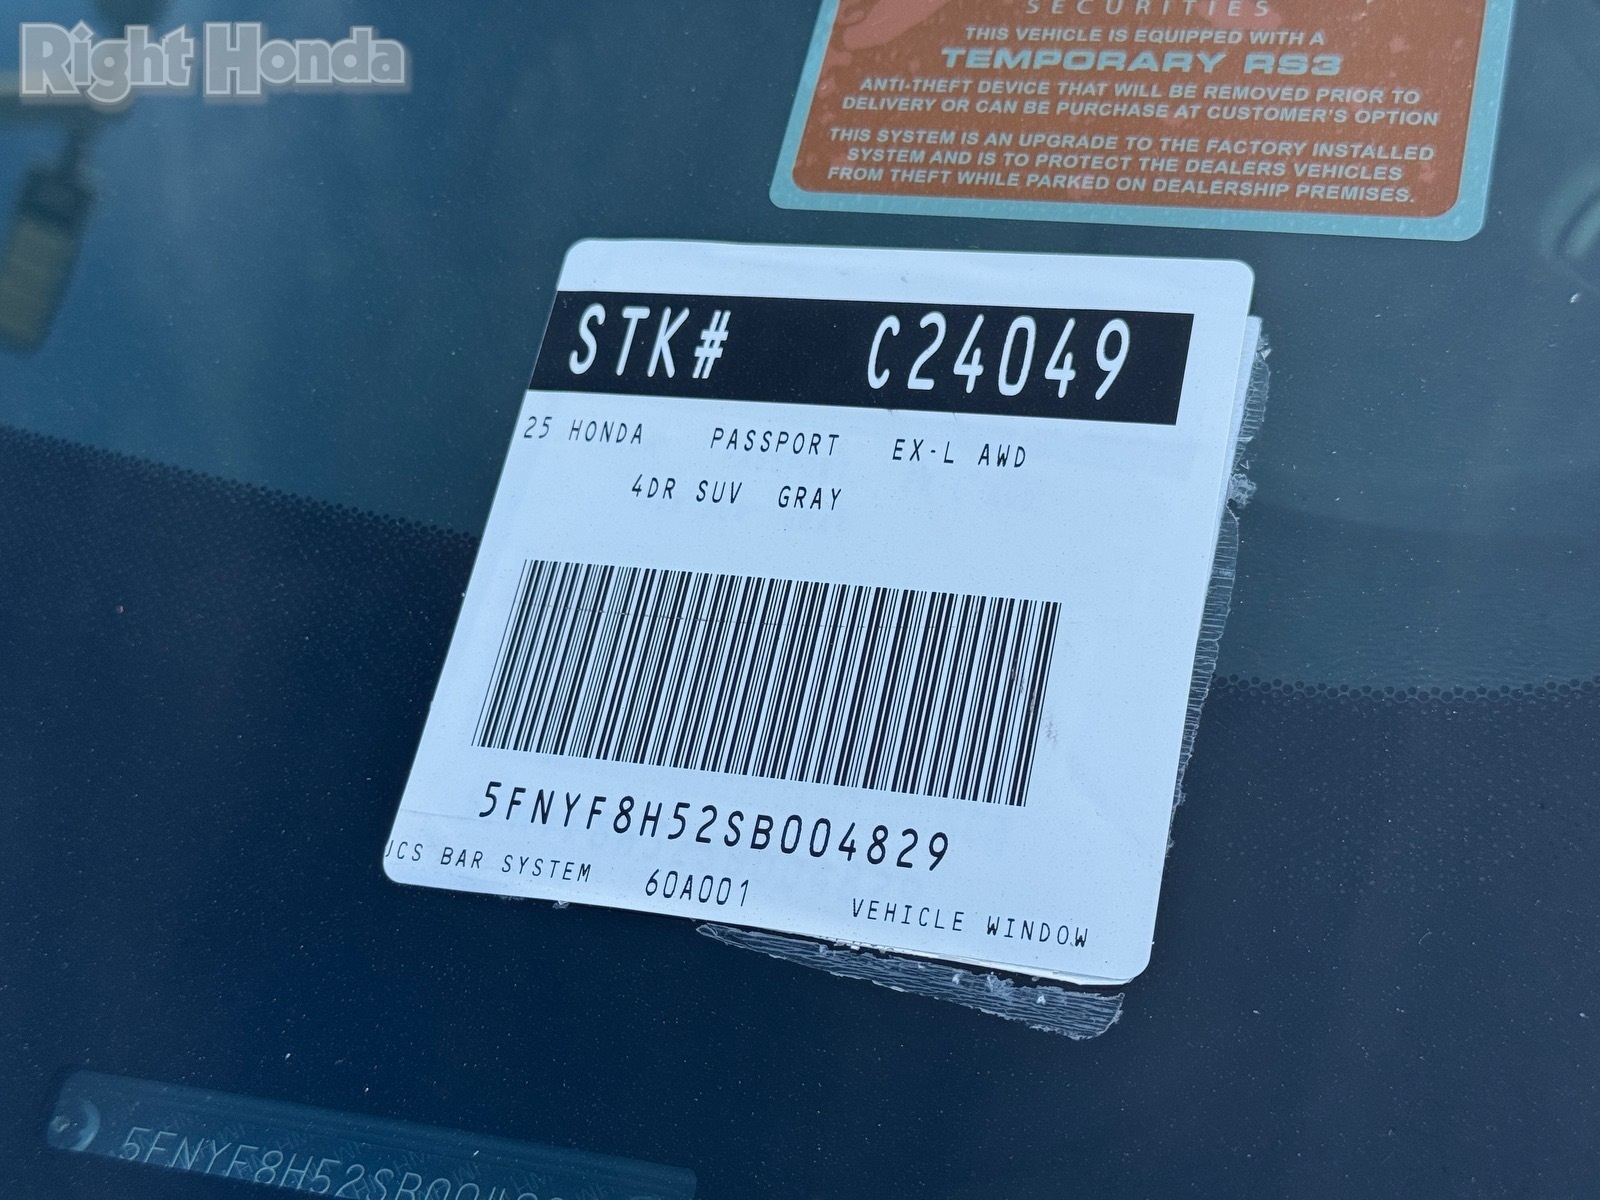 Right Honda
SECURITIES
THIS VEHICLE IS EQUIPPED WITH A
TEMPORARY RS3
ANTI-THEFT DEVICE THAT WILL BE REMOVED PRIOR TO
DELIVERY OR CAN BE PURCHASE AT CUSTOMER'S OPTION
THIS SYSTEM IS AN UPGRADE TO THE FACTORY INSTALLED
SYSTEM AND IS TO PROTECT THE DEALERS VEHICLES
FROM THEFT WHILE PARKED ON DEALERSHIP PREMISES.
STK# C24049
25 HONDA PASSPORT EX-L AWD
4DR SUV GRAY
5FNYF8H52SB004829
JCS BAR SYSTEM 60A001 VEHICLE WINDOW